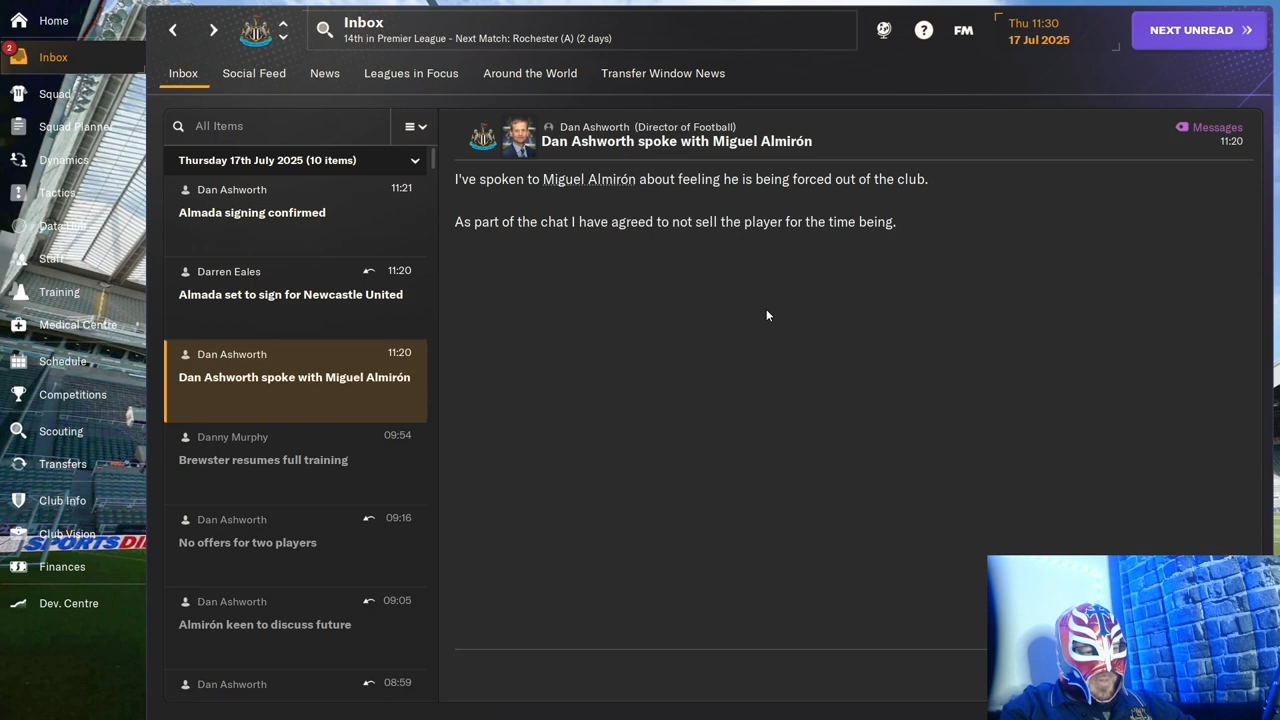 Home
2
Inbox
Squad
Squad Planner
Dynamics
Tactics
Data Hub
Staff
Training
Medical Centre
Schedule
Competitions
Scouting
Transfers
Club Info
Club Vision
SPORTSDI
Finances
Dev. Centre
Inbox
14th in Premier League - Next Match: Rochester (A) (2 days)
?
FM
Thu 11:30
17 Jul 2025
NEXT UNREAD
Inbox
Social Feed
News
Leagues in Focus
Around the World
Transfer Window News
All Items
Thursday 17th July 2025 (10 items)
Dan Ashworth 11:21
Almada signing confirmed
Darren Eales 11:20
Almada set to sign for Newcastle United
Dan Ashworth 11:20
Dan Ashworth spoke with Miguel Almirón
Danny Murphy 09:54
Brewster resumes full training
Dan Ashworth 09:16
No offers for two players
Dan Ashworth 09:05
Almirón keen to discuss future
Dan Ashworth 08:59
Dan Ashworth (Director of Football)
Dan Ashworth spoke with Miguel Almirón
Messages
11:20
I've spoken to Miguel Almirón about feeling he is being forced out of the club.
As part of the chat I have agreed to not sell the player for the time being.